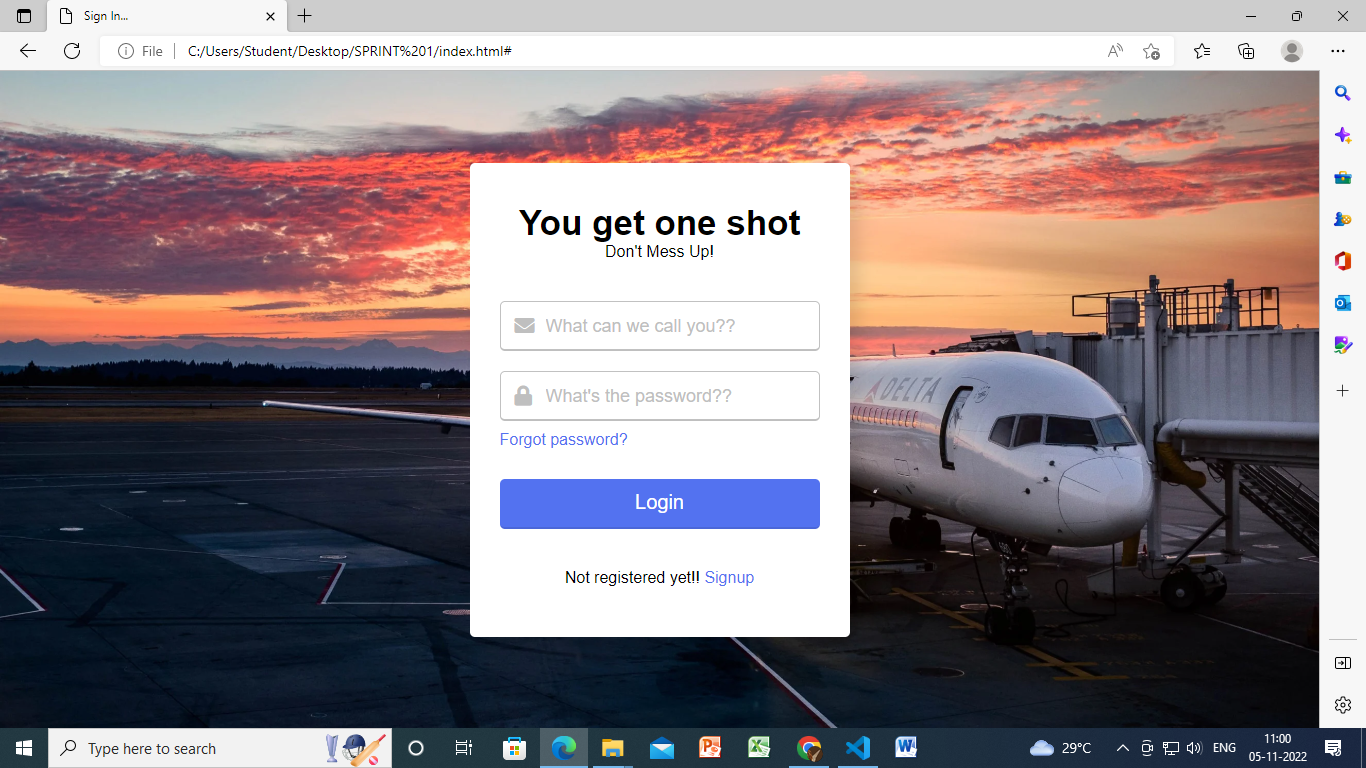 Sign In...
File
C:/Users/Student/Desktop/SPRINT%201/index.html#
You get one shot
Don't Mess Up!
What can we call you??
What's the password??
Forgot password?
Login
Not registered yet!! Signup
DELTA
Type here to search
29°C
ENG
11:00
05-11-2022